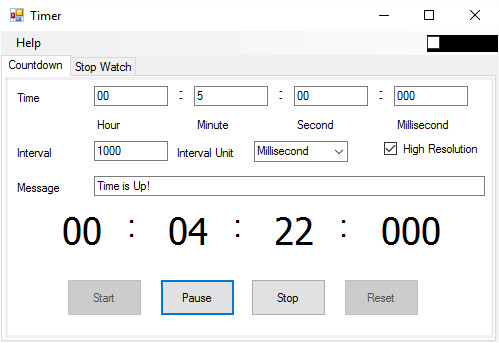 Timer
Help
Countdown Stop Watch
Time 00 : 5 : 00 : 000
Hour Minute Second Millisecond
Interval 1000 Interval Unit Millisecond High Resolution
Message Time is Up!
00 : 04 : 22 : 000
Start Pause Stop Reset